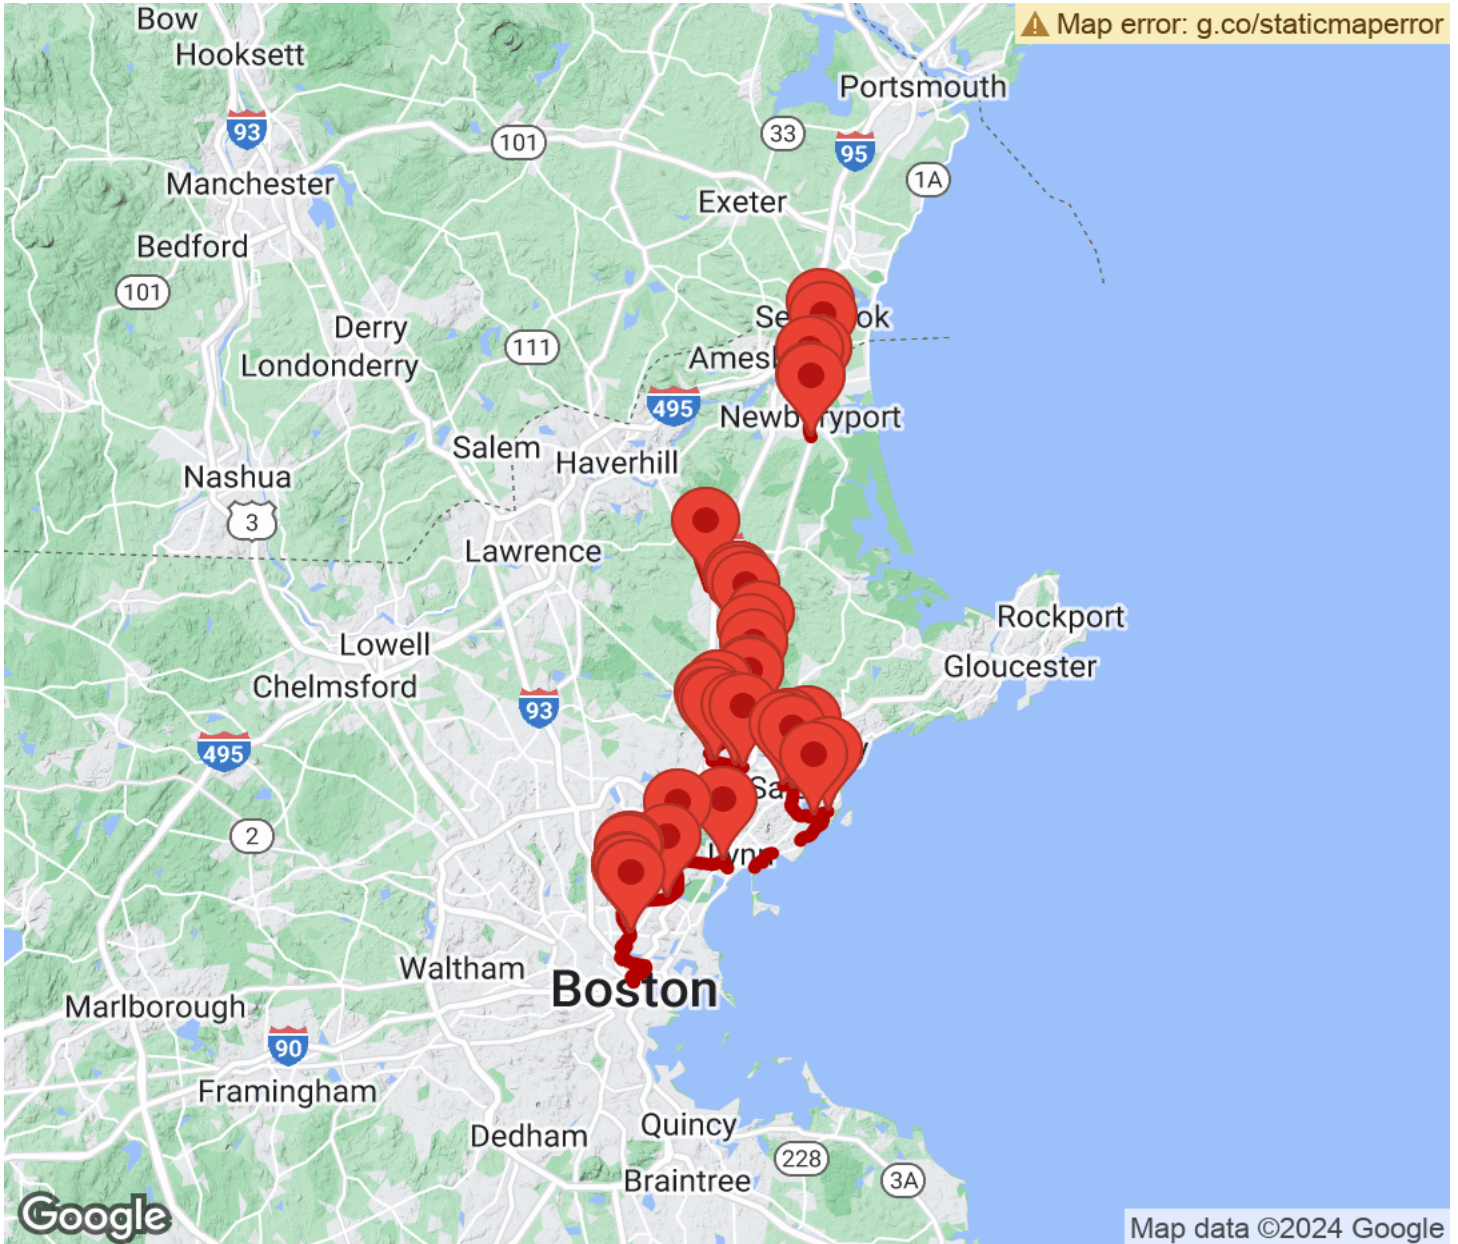 Bow
Map error: g.co/staticmaperror
Hooksett
Portsmouth
93
101
33
95
Manchester
1A
Exeter
Bedford
101
Derry
111
Londonderry
495
Newburyport
Salem
Haverhill
Nashua
3
Lawrence
Rockport
Lowell
Gloucester
Chelmsford
93
495
2
Lynn
Waltham
Boston
Marlborough
90
Framingham
Quincy
Dedham
228
Braintree
3A
Google
Map data ©2024 Google